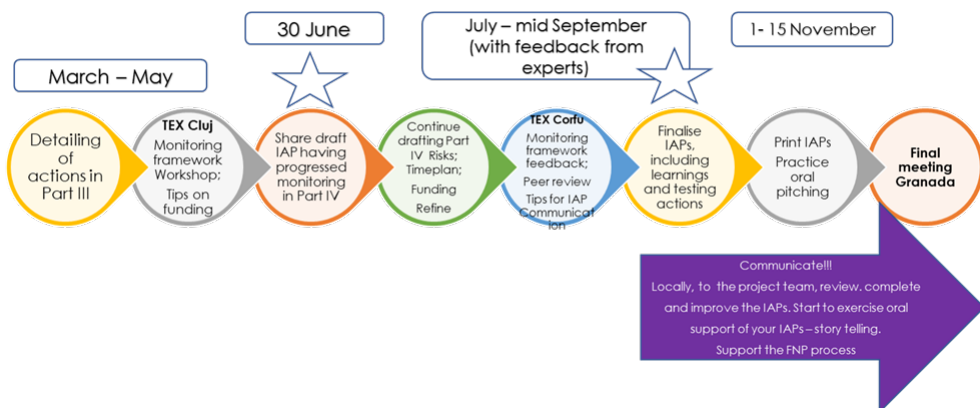 March – May
30 June
July – mid September
(with feedback from
experts)
1- 15 November
Detailing
of
actions in
Part III
TEX Cluj
Monitoring
framework
Workshop;
Tips on
funding
Share draft
IAP having
progressed
monitoring
in Part IV
Continue
drafting Part
IV Risks;
Timeplan;
Funding
Refine
TEX Corfu
Monitoring
framework
feedback;
Peer review
Tips for IAP
Communicat
ion
Finalise
IAPs,
including
learnings
and testing
actions
Print IAPs
Practice
oral
pitching
Final
meeting
Granada
Communicate!!!
Locally, to the project team, review. complete
and improve the IAPs. Start to exercise oral
support of your IAPs – story telling.
Support the FNP process